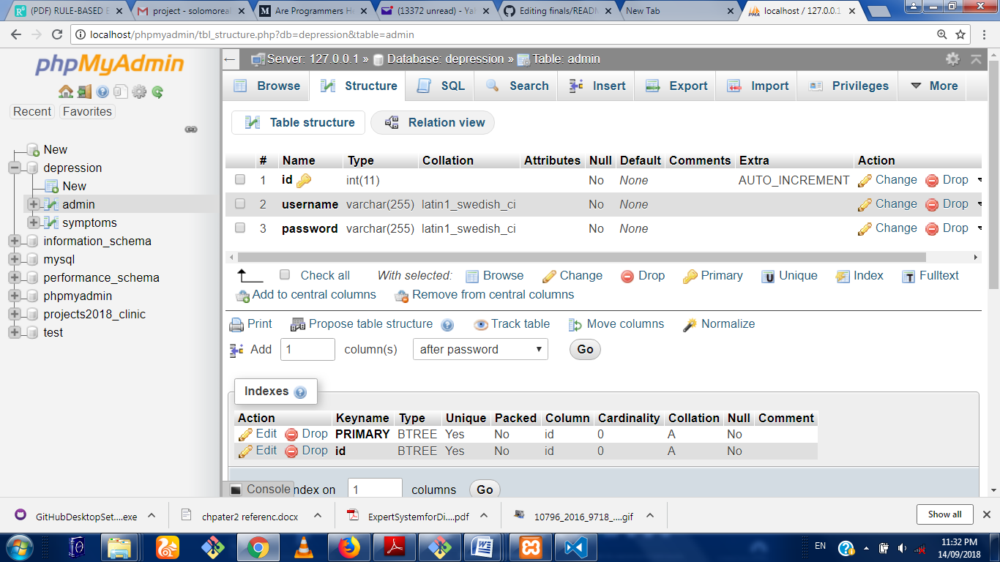 (PDF) RULE-BASED E
project - solomoreal
Are Programmers He
(13372 unread) - Yah
Editing finals/READM
New Tab
localhost / 127.0.0.1
localhost/phpmyadmin/tbl_structure.php?db=depression&table=admin
phpMyAdmin
Recent Favorites
New
depression
New
admin
symptoms
information_schema
mysql
performance_schema
phpmyadmin
projects2018_clinic
test
Server: 127.0.0.1 » Database: depression » Table: admin
Browse Structure SQL Search Insert Export Import Privileges More
Table structure Relation view
# Name Type Collation Attributes Null Default Comments Extra Action
1 id int(11) No None AUTO_INCREMENT Change Drop
2 username varchar(255) latin1_swedish_ci No None Change Drop
3 password varchar(255) latin1_swedish_ci No None Change Drop
Check all With selected: Browse Change Drop Primary Unique Index Fulltext
Add to central columns Remove from central columns
Print Propose table structure Track table Move columns Normalize
Add 1 column(s) after password Go
Indexes
Action Keyname Type Unique Packed Column Cardinality Collation Null Comment
Edit Drop PRIMARY BTREE Yes No id 0 A No
Edit Drop id BTREE Yes No id 0 A No
Console ndex on 1 columns Go
GitHubDesktopSet....exe chpater2 referenc.docx ExpertSystemforDi....pdf 10796_2016_9718_....gif Show all
EN 11:32 PM
14/09/2018